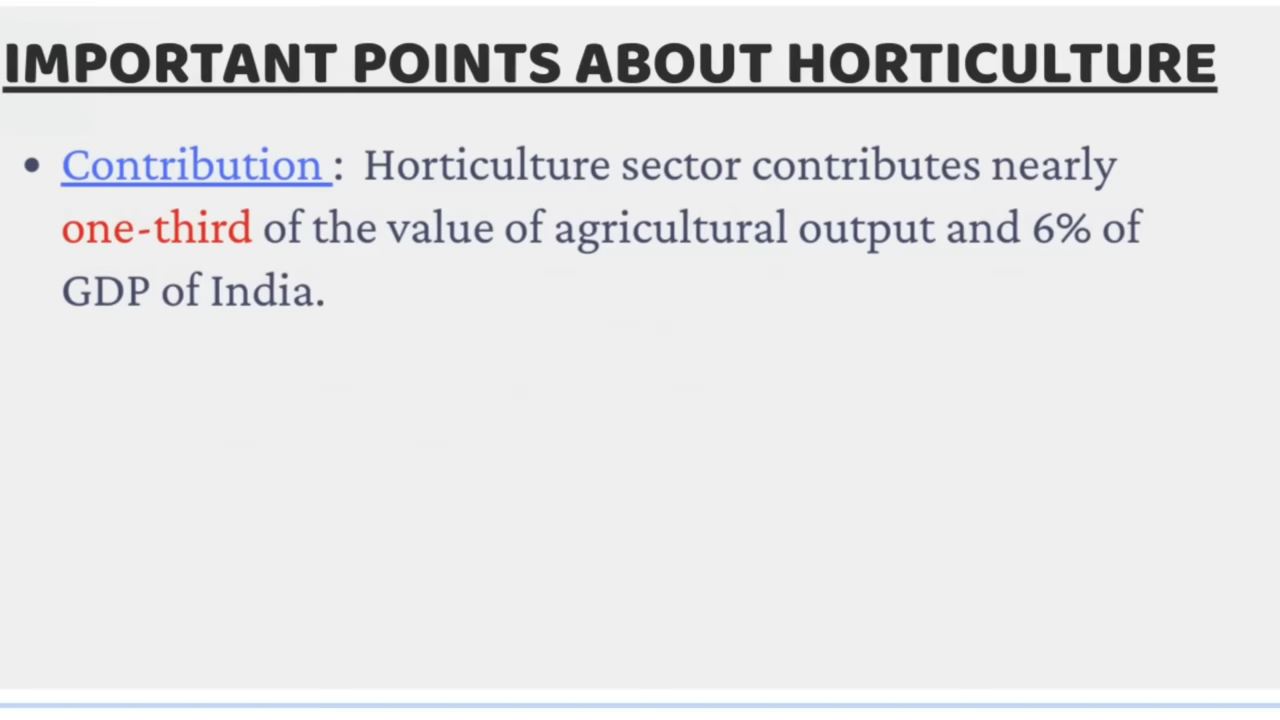 IMPORTANT POINTS ABOUT HORTICULTURE
• Contribution : Horticulture sector contributes nearly
one-third of the value of agricultural output and 6% of
GDP of India.